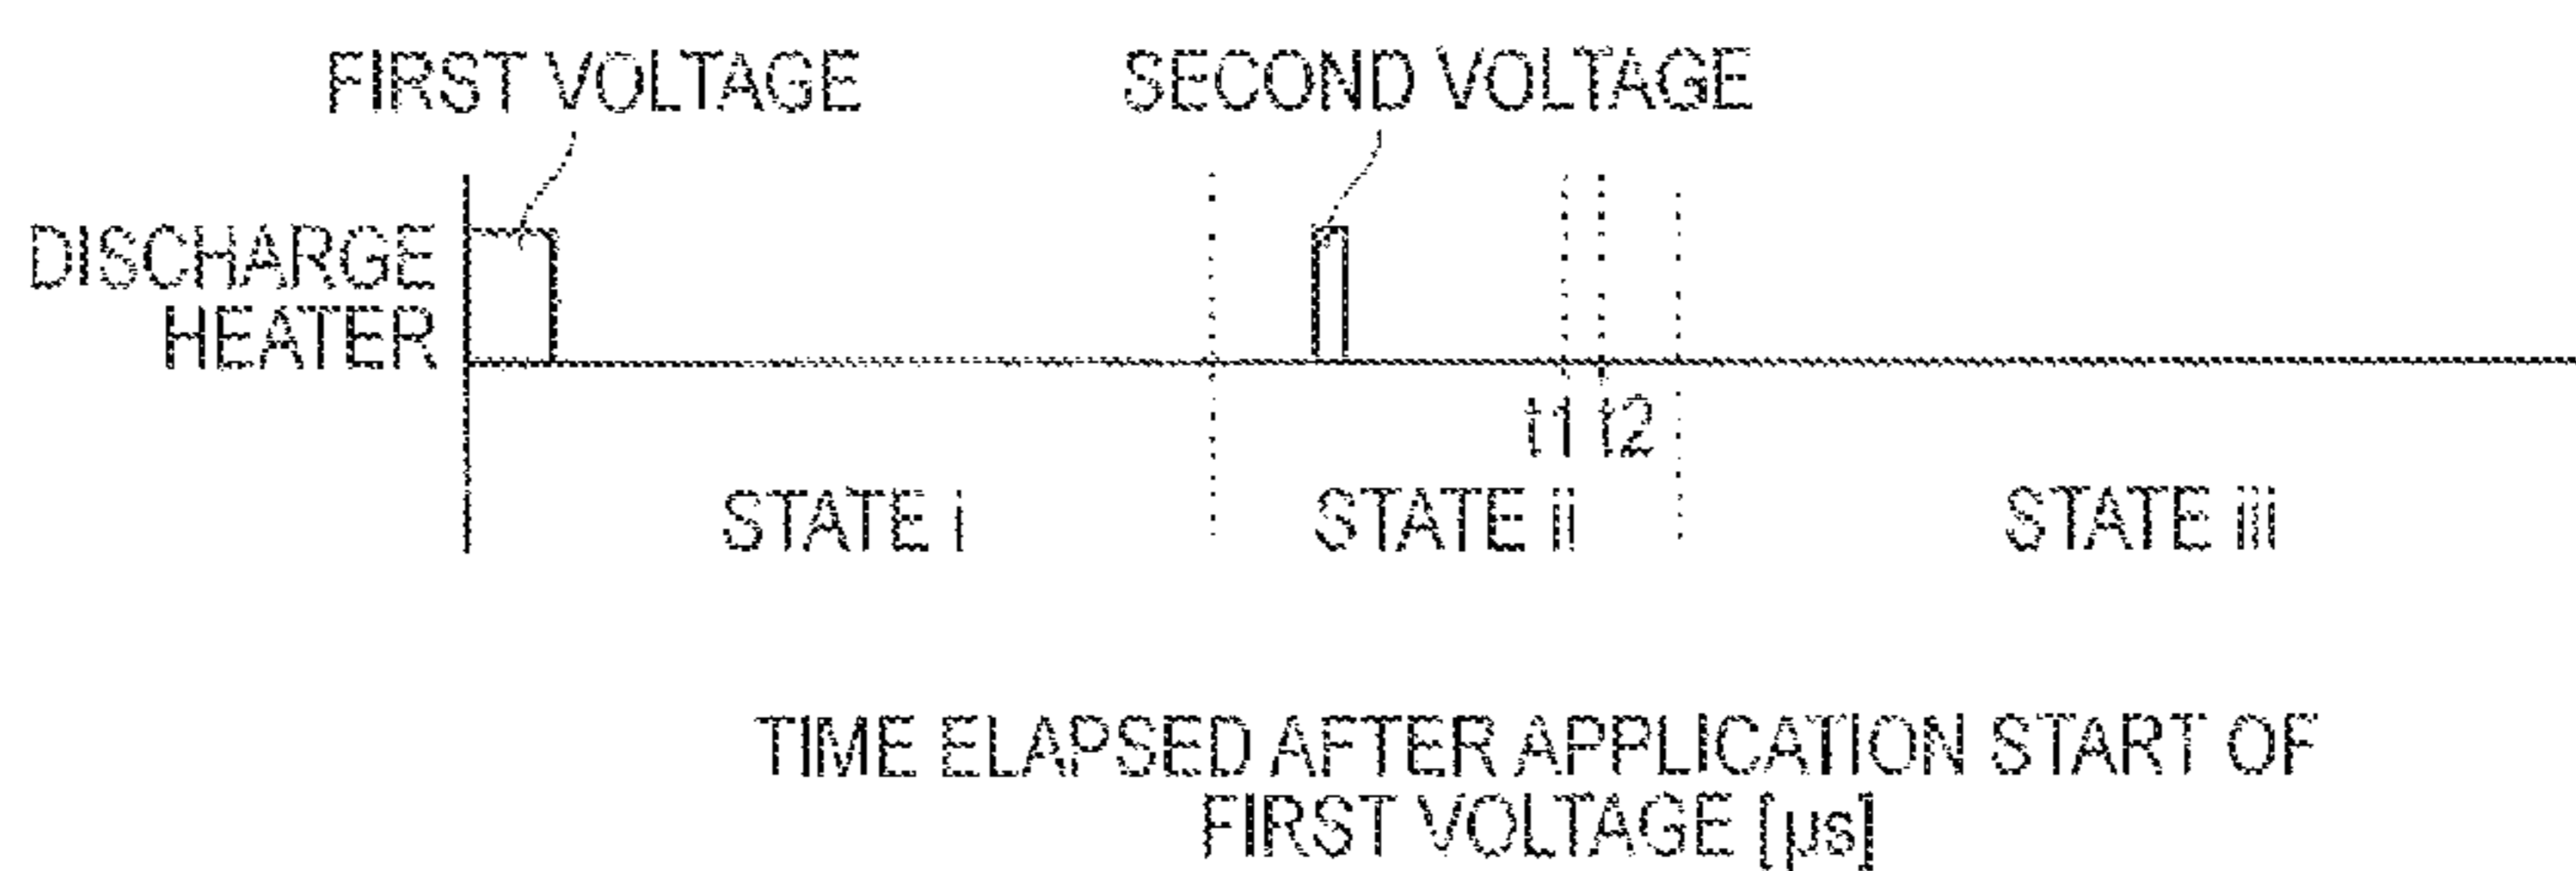 FIRST VOLTAGE
SECOND VOLTAGE
DISCHARGE
HEATER
t1 t2
STATE i
STATE ii
STATE iii
TIME ELAPSED AFTER APPLICATION START OF
FIRST VOLTAGE [µs]